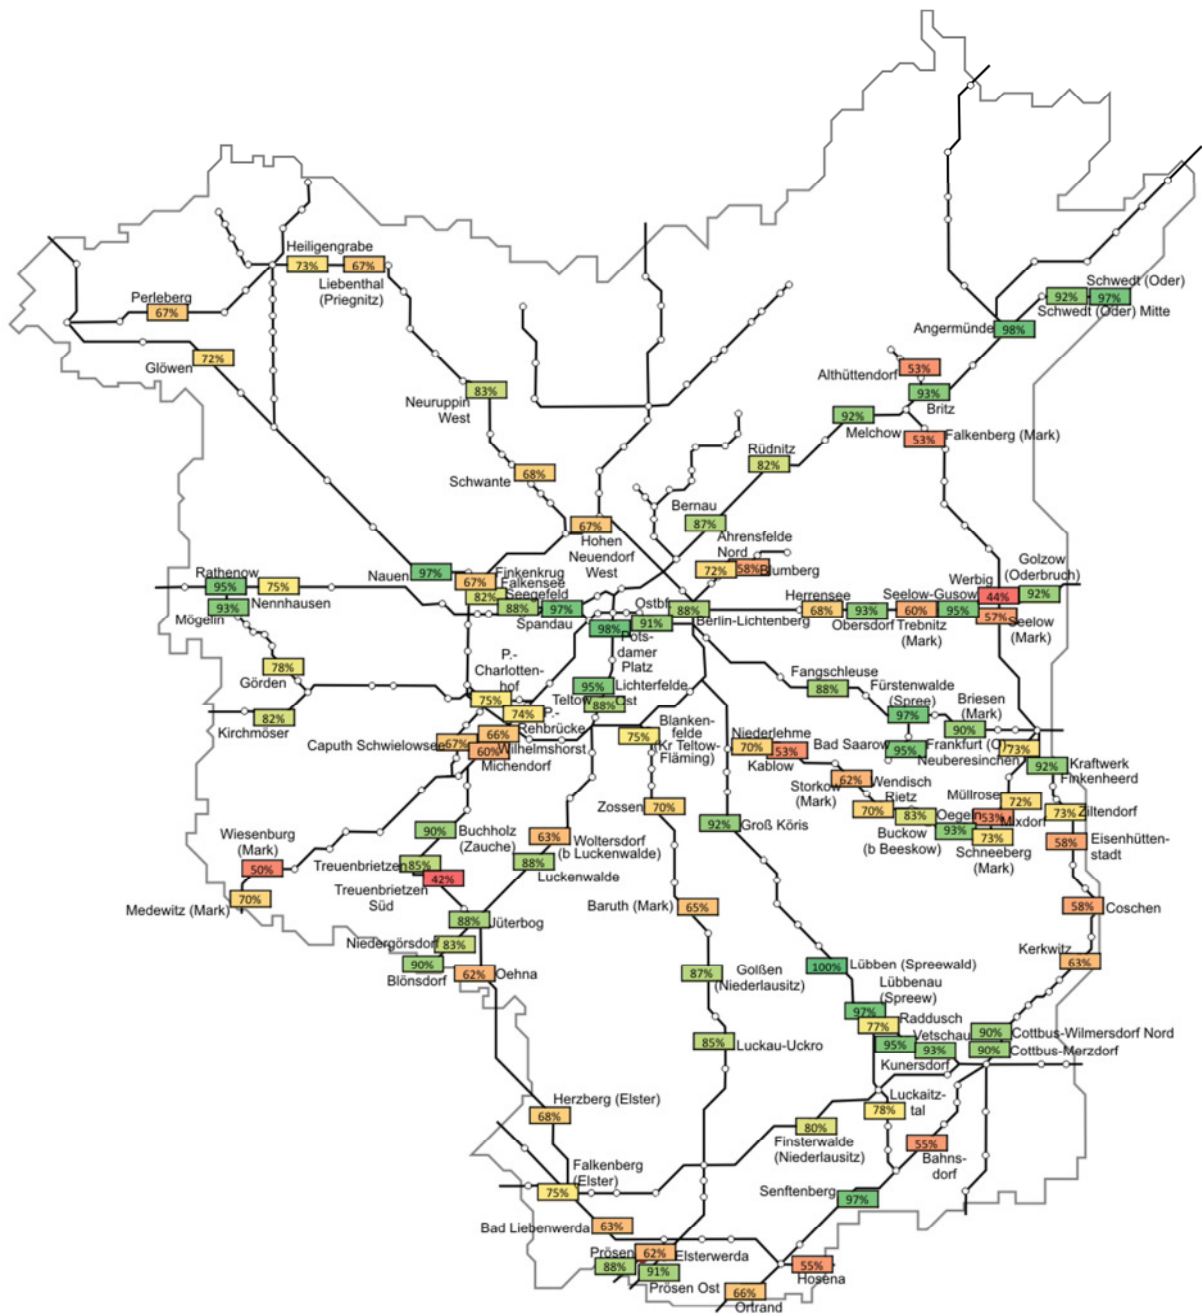 Heiligengrabe
73%
67%
Liebenthal
(Priegnitz)
Perleberg
67%
72%
Glöwen
Schwedt (Oder)
92%
97%
Schwedt (Oder) Mitte
Angermünde
98%
Althüttendorf
53%
93%
Britz
83%
Neuruppin
West
92%
Melchow
53%
Falkenberg (Mark)
Rüdnitz
82%
Schwante
68%
Bernau
87%
67%
Hohen
Neuendorf
West
Ahrensfelde
Nord
72%
58%
Blumberg
Rathenow
95%
75%
Nennhausen
93%
Mögelin
Nauen
97%
Finkenkrug
67%
Falkensee
82%
Seegefeld
88%
97%
Spandau
Ostbf
88%
Berlin-Lichtenberg
91%
98%
Pots-
damer
Platz
Herrensee
68%
93%
Obersdorf
Seelow-Gusow
60%
95%
Trebnitz
(Mark)
Werbig
44%
57%
Seelow
(Mark)
Golzow
(Oderbruch)
92%
78%
Görden
82%
Kirchmöser
P.-
Charlotten-
hof
75%
74%
P.-
Rehbrücke
66%
Wilhelmshorst
Caputh Schwielowsee
67%
60%
Michendorf
95%
Lichterfelde
Ost
Teltow
88%
75%
Blanken-
felde
(Kr Teltow-
Fläming)
Fangschleuse
88%
Fürstenwalde
(Spree)
97%
Briesen
(Mark)
90%
Bad Saarow
95%
Frankfurt (O)
73%
Neuberesinchen
92%
Kraftwerk
Finkenheerd
Niederlehme
70%
53%
Kablow
Storkow
(Mark)
62%
Wendisch
Rietz
70%
83%
Buckow
(b Beeskow)
Oegeln
93%
53%
Mixdorf
Müllrose
72%
73%
Schneeberg
(Mark)
73%
Ziltendorf
58%
Eisenhütten-
stadt
Zossen
70%
92%
Groß Köris
90%
Buchholz
(Zauche)
63%
Woltersdorf
(b Luckenwalde)
88%
Luckenwalde
Wiesenburg
(Mark)
50%
70%
Medewitz (Mark)
Treuenbrietzen
85%
42%
Treuenbrietzen
Süd
88%
Jüterbog
Niedergörsdorf
83%
90%
Blönsdorf
62%
Oehna
Baruth (Mark)
65%
58%
Coschen
Kerkwitz
63%
87%
Golßen
(Niederlausitz)
100%
Lübben (Spreewald)
Lübbenau
(Spreew)
97%
Raddusch
77%
Vetschau
95%
93%
Kunersdorf
90%
Cottbus-Wilmersdorf Nord
90%
Cottbus-Merzdorf
85%
Luckau-Uckro
Herzberg (Elster)
68%
78%
Luckaitz-
tal
80%
Finsterwalde
(Niederlausitz)
55%
Bahns-
dorf
Falkenberg
(Elster)
75%
Senftenberg
97%
Bad Liebenwerda
63%
Prösen
62%
Elsterwerda
88%
91%
Prösen Ost
55%
Hosena
66%
Ortrand